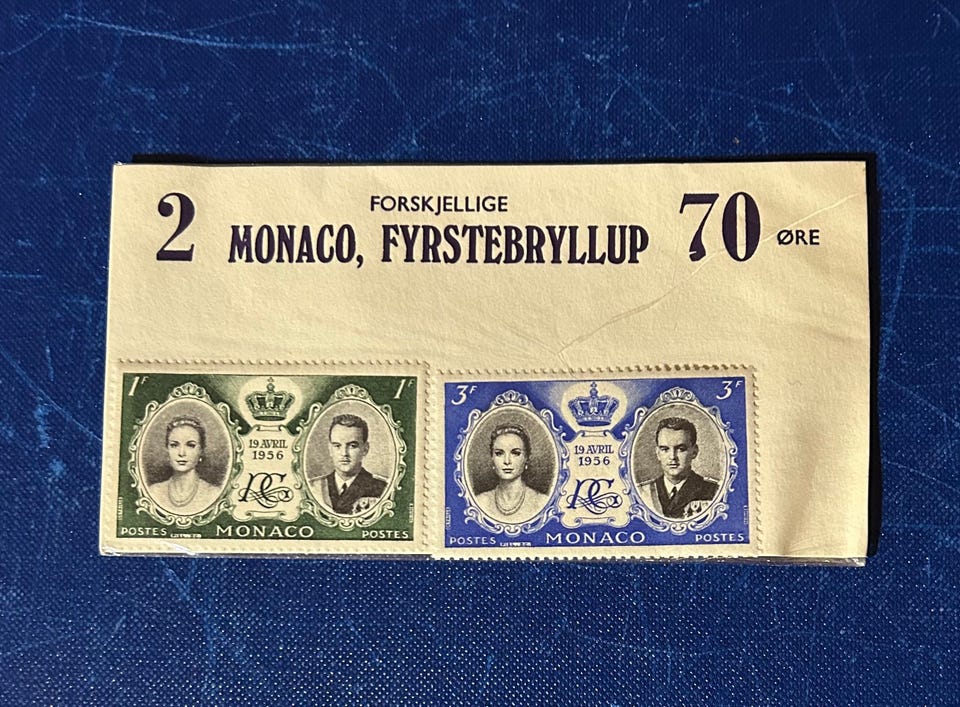 2 FORSKJELLIGE 70 ØRE
MONACO, FYRSTEBRYLLUP
1F 1F
19 AVRIL
1956
POSTES MONACO POSTES
3F 3F
19 AVRIL
1956
POSTES MONACO POSTES